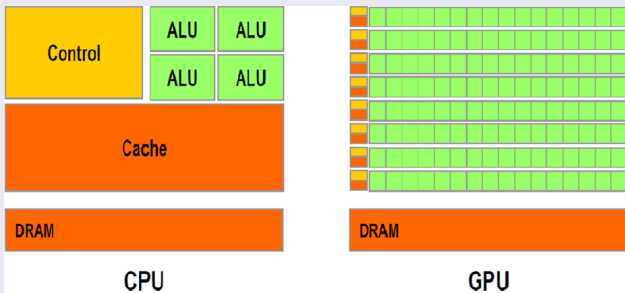 Control
ALU ALU
ALU ALU
Cache
DRAM
CPU
DRAM
GPU